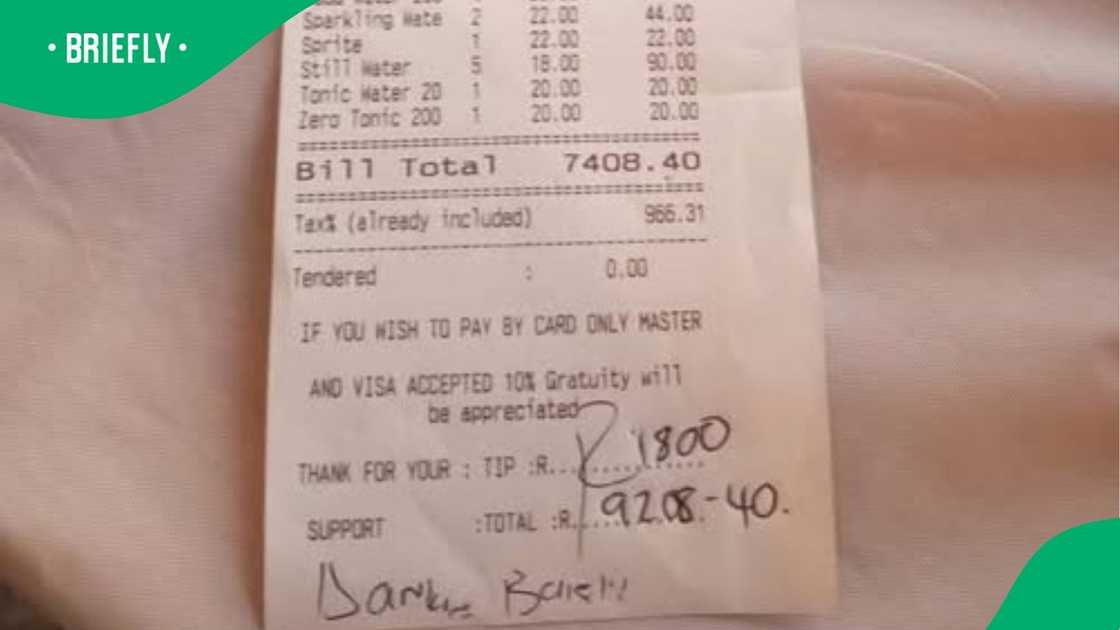 • BRIEFLY •
Sparkling Wate 2 22.00 44.00
Sprite 1 22.00 22.00
Still Water 5 18.00 90.00
Tonic Water 20 1 20.00 20.00
Zero Tonic 200 1 20.00 20.00
Bill Total 7408.40
Tax% (already included) 966.31
Tendered : 0.00
IF YOU WISH TO PAY BY CARD ONLY MASTER
AND VISA ACCEPTED 10% Gratuity will
be appreciated
THANK FOR YOUR : TIP :R... R1800
SUPPORT :TOTAL :R..... 9208-40.
Dankie